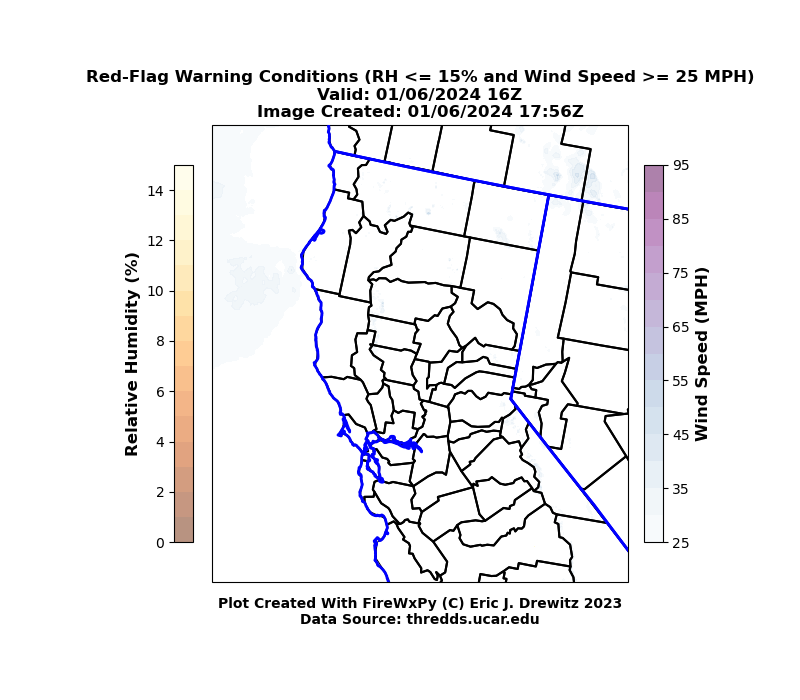 Red-Flag Warning Conditions (RH <= 15% and Wind Speed >= 25 MPH)
Valid: 01/06/2024 16Z
Image Created: 01/06/2024 17:56Z
Relative Humidity (%)
14
12
10
8
6
4
2
0
95
85
75
65
55
45
35
25
Wind Speed (MPH)
Plot Created With FireWxPy (C) Eric J. Drewitz 2023
Data Source: thredds.ucar.edu